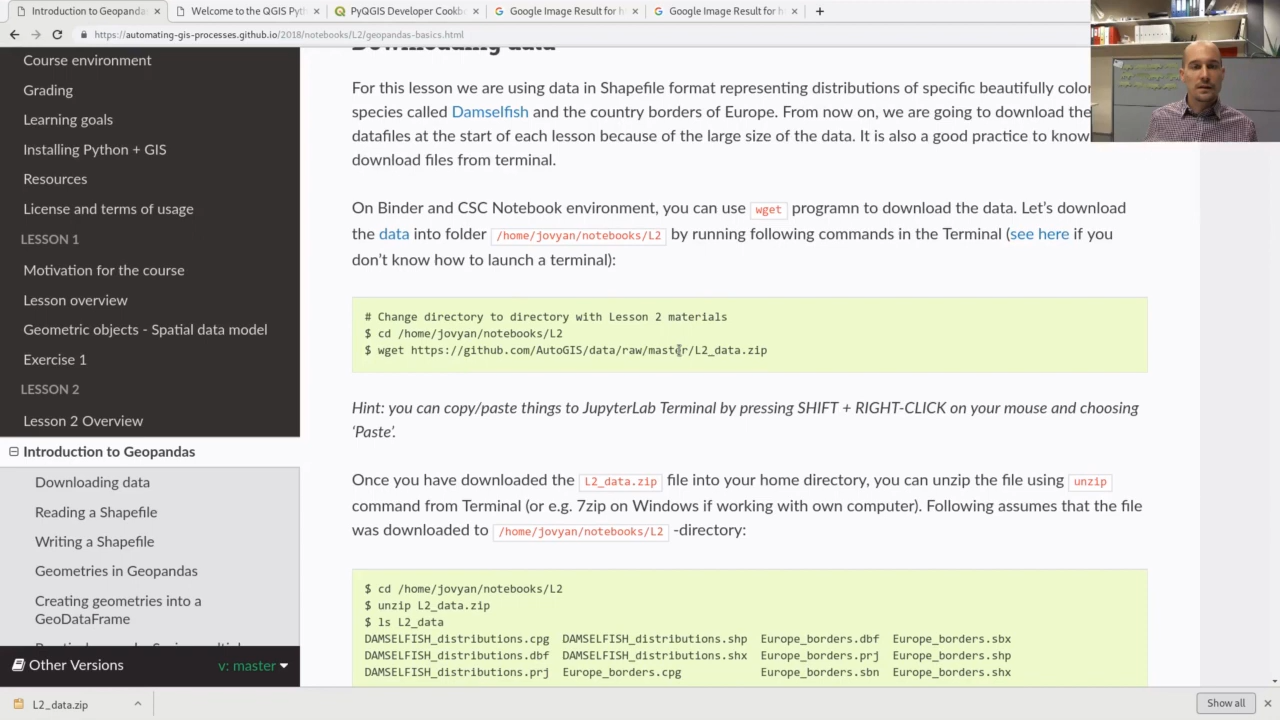 Introduction to Geopanda
Welcome to the QGIS Pyth
PyQGIS Developer Cookb
Google Image Result for h
Google Image Result for h
https://automating-gis-processes.github.io/2018/notebooks/L2/geopandas-basics.html
Course environment
Grading
Learning goals
Installing Python + GIS
Resources
License and terms of usage
LESSON 1
Motivation for the course
Lesson overview
Geometric objects - Spatial data model
Exercise 1
LESSON 2
Lesson 2 Overview
Introduction to Geopandas
Downloading data
Reading a Shapefile
Writing a Shapefile
Geometries in Geopandas
Creating geometries into a
GeoDataFrame
Other Versions
v: master
Downloading data
For this lesson we are using data in Shapefile format representing distributions of specific beautifully color
species called Damselfish and the country borders of Europe. From now on, we are going to download the
datafiles at the start of each lesson because of the large size of the data. It is also a good practice to know
download files from terminal.
On Binder and CSC Notebook environment, you can use wget programn to download the data. Let's download
the data into folder /home/jovyan/notebooks/L2 by running following commands in the Terminal (see here if you
don't know how to launch a terminal):
# Change directory to directory with Lesson 2 materials
$ cd /home/jovyan/notebooks/L2
$ wget https://github.com/AutoGIS/data/raw/master/L2_data.zip
Hint: you can copy/paste things to JupyterLab Terminal by pressing SHIFT + RIGHT-CLICK on your mouse and choosing
'Paste'.
Once you have downloaded the L2_data.zip file into your home directory, you can unzip the file using unzip
command from Terminal (or e.g. 7zip on Windows if working with own computer). Following assumes that the file
was downloaded to /home/jovyan/notebooks/L2 -directory:
$ cd /home/jovyan/notebooks/L2
$ unzip L2_data.zip
$ ls L2_data
DAMSELFISH_distributions.cpg DAMSELFISH_distributions.shp Europe_borders.dbf Europe_borders.sbx
DAMSELFISH_distributions.dbf DAMSELFISH_distributions.shx Europe_borders.prj Europe_borders.shp
DAMSELFISH_distributions.prj Europe_borders.cpg Europe_borders.sbn Europe_borders.shx
L2_data.zip
Show all